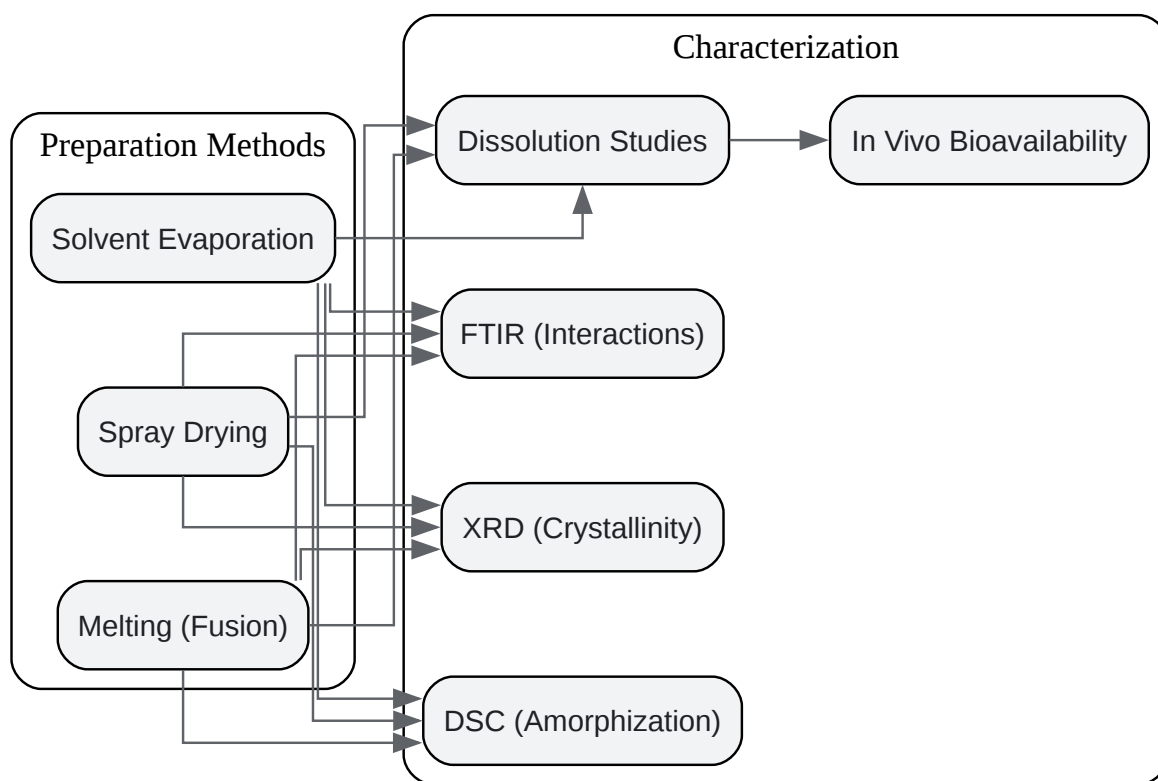 Preparation Methods
Solvent Evaporation
Spray Drying
Melting (Fusion)
Characterization
Dissolution Studies
In Vivo Bioavailability
FTIR (Interactions)
XRD (Crystallinity)
DSC (Amorphization)